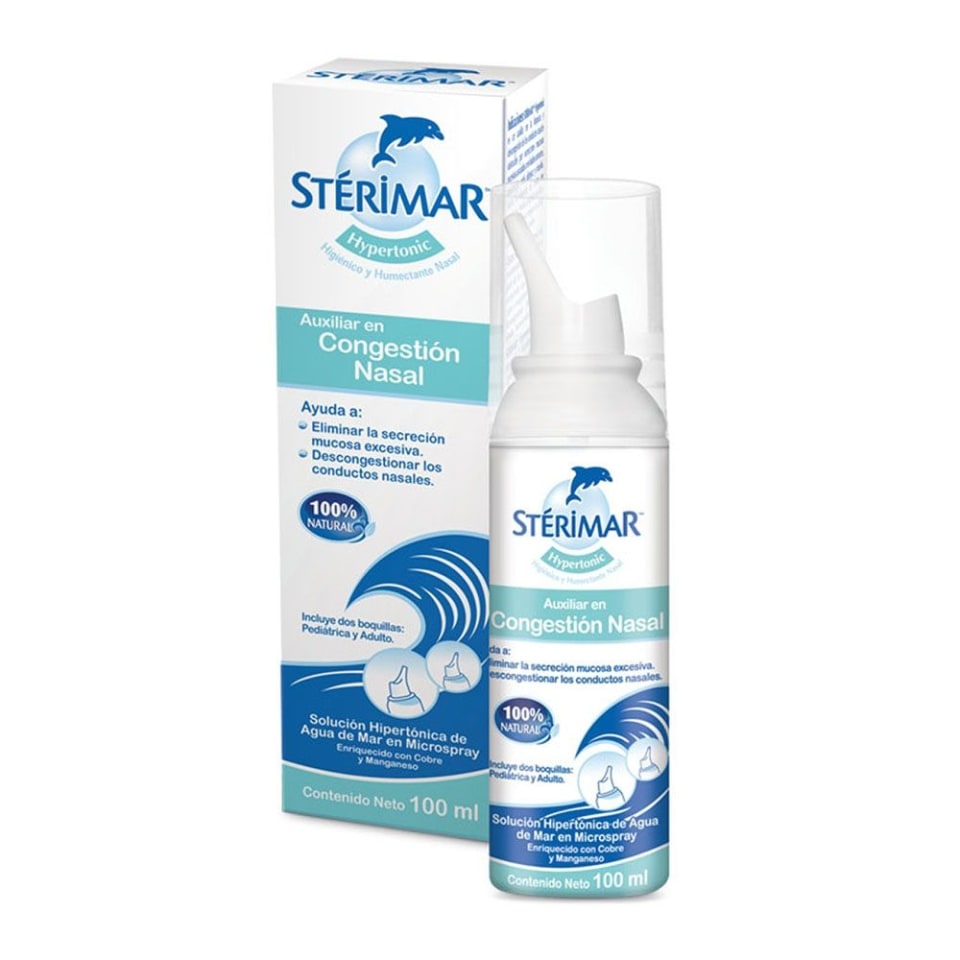 STÉRIMAR
STÉRIMAR™
Hypertonic
Higiénico y Humectante Nasal
Auxiliar en
Congestión
Nasal
Ayuda a:
Eliminar la secreción
mucosa excesiva.
Descongestionar los
conductos nasales.
100%
NATURAL
Incluye dos boquillas:
Pediátrica y Adulto.
Solución Hipertónica de
Agua de Mar en Microspray
Enriquecido con Cobre
y Manganeso
Contenido Neto 100 ml
STÉRIMAR™
Hypertonic
Higiénico y Humectante Nasal
Auxiliar en
Congestión Nasal
da a:
iminar la secreción mucosa excesiva.
escongestionar los conductos nasales.
100%
NATURAL
Incluye dos boquillas:
Pediátrica y Adulto.
Solución Hipertónica de Agua
de Mar en Microspray
Enriquecido con Cobre
y Manganeso
Contenido Neto 100 ml